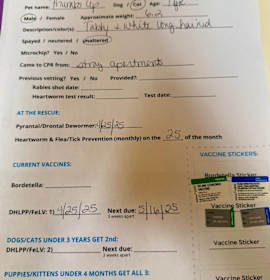 Pet name: Thumbs Up Dog / Cat Age: 1 yr
Male / Female Approximate weight:
Description/color(s) Tabby + White long haired
Spayed / neutered / unaltered
Microchip? Yes / No
Came to CPR from: stray apartments
Previous vetting? Yes / No Provided?:
Rabies shot date:
Heartworm test result: Test date:
AT THE RESCUE:
Pyrantal/Drontal Dewormer: 4/25/25
Heartworm & Flea/Tick Prevention (monthly) on the 25 of the month
CURRENT VACCINES:
VACCINE STICKERS:
Bordetella:
Bordetella Sticker
DHLPP/FeLV: 1) 4/25/25 Next due: 5/16/25
3 weeks apart
Vaccine Sticker
DOGS/CATS UNDER 3 YEARS GET 2nd:
DHLPP/FeLV: 2) Next due:
3 weeks apart
Vaccine Sticker
PUPPIES/KITTENS UNDER 4 MONTHS GET ALL 3:
Vaccine Sticker